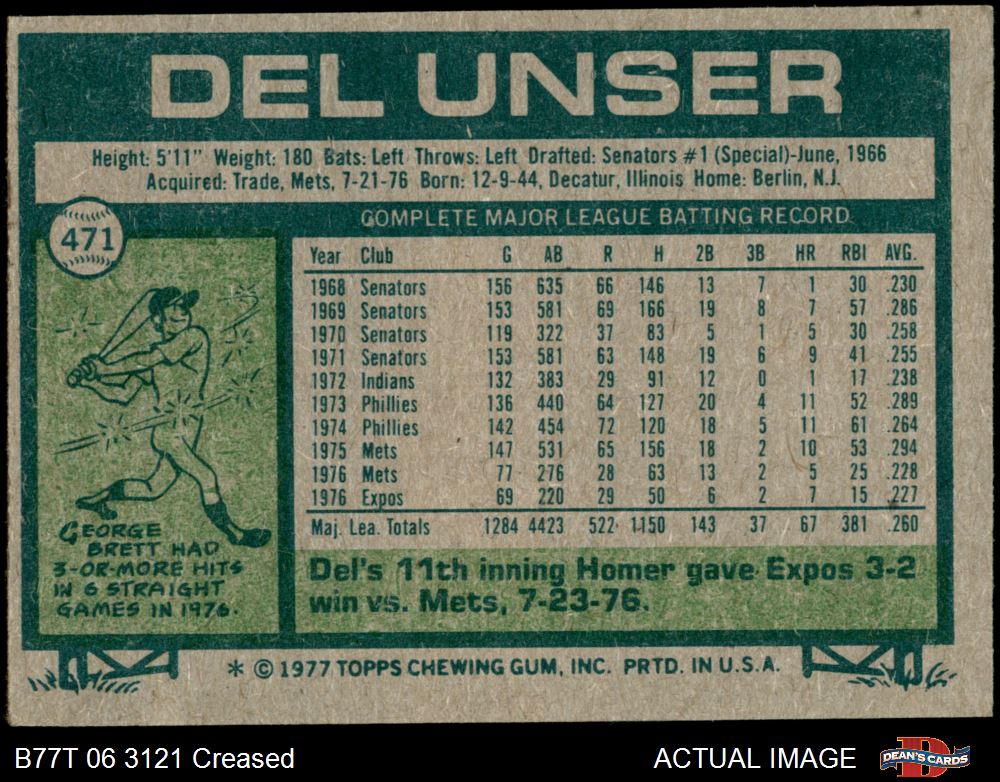 DEL UNSER
Height: 5'11" Weight: 180 Bats: Left Throws: Left Drafted: Senators #1 (Special)-June, 1966
Acquired: Trade, Mets, 7-21-76 Born: 12-9-44, Decatur, Illinois Home: Berlin, N.J.
471
COMPLETE MAJOR LEAGUE BATTING RECORD
Year Club G AB R H 2B 3B HR RBI AVG.
1968 Senators 156 635 66 146 13 7 1 30 .230
1969 Senators 153 581 69 166 19 8 7 57 .286
1970 Senators 119 322 37 83 5 1 5 30 .258
1971 Senators 153 581 63 148 19 6 9 41 .255
1972 Indians 132 383 29 91 12 0 1 17 .238
1973 Phillies 136 440 64 127 20 4 11 52 .289
1974 Phillies 142 454 72 120 18 5 11 61 .264
1975 Mets 147 531 65 156 18 2 10 53 .294
1976 Mets 77 276 28 63 13 2 5 25 .228
1976 Expos 69 220 29 50 6 2 7 15 .227
Maj. Lea. Totals 1284 4423 522 1150 143 37 67 381 .260
GEORGE
BRETT HAD
3-OR-MORE HITS
IN 6 STRAIGHT
GAMES IN 1976.
Del's 11th inning Homer gave Expos 3-2
win vs. Mets, 7-23-76.
* © 1977 TOPPS CHEWING GUM, INC. PRTD. IN U.S.A.
B77T 06 3121 Creased
ACTUAL IMAGE
D
DEAN'S CARDS